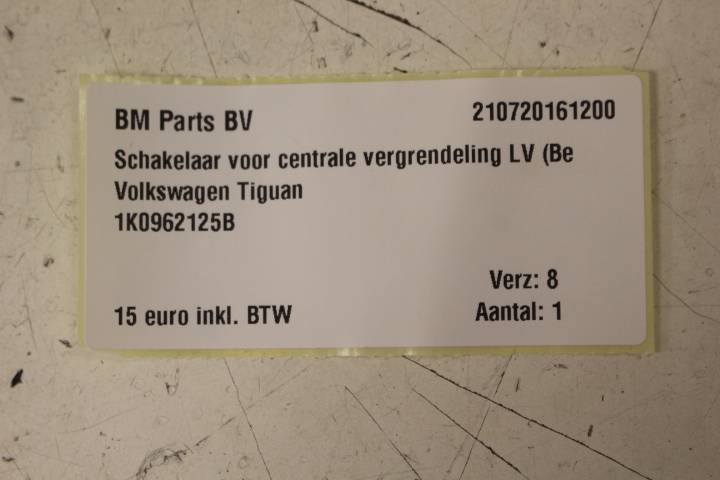 BM Parts BV 210720161200
Schakelaar voor centrale vergrendeling LV (Be
Volkswagen Tiguan
1K0962125B
Verz: 8
15 euro inkl. BTW Aantal: 1